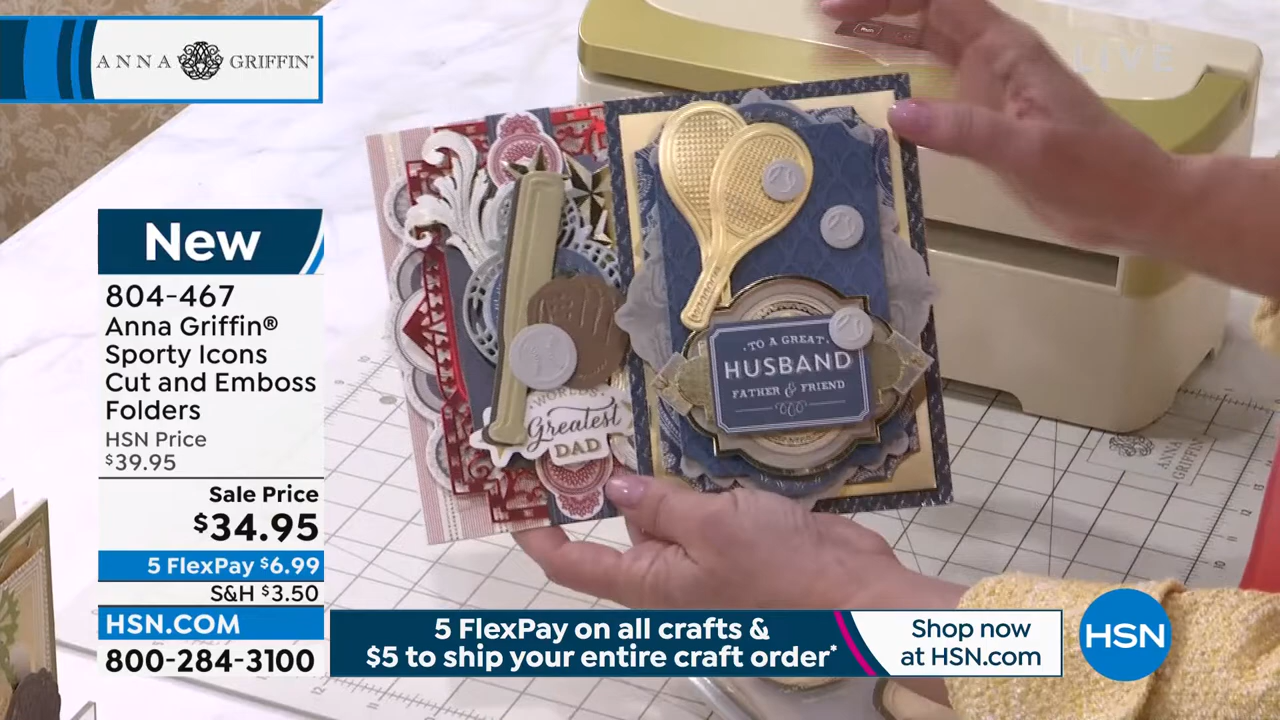 ANNA GRIFFIN®
LIVE
New
804-467
Anna Griffin®
Sporty Icons
Cut and Emboss
Folders
HSN Price
$39.95
Sale Price
$34.95
5 FlexPay $6.99
S&H $3.50
HSN.COM
800-284-3100
WORLD'S
Greatest
DAD
·TO A GREAT·
HUSBAND
FATHER & FRIEND
ANNA
GRIFFIN
5 FlexPay on all crafts &
$5 to ship your entire craft order*
Shop now
at HSN.com
HSN